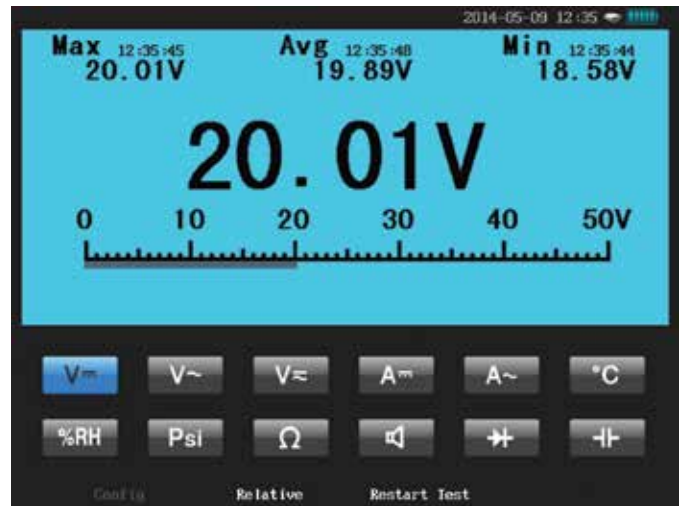 2014-05-09 12:35
Max 12:35:45 Avg 12:35:48 Min 12:35:44
20.01V 19.89V 18.58V
20.01V
0 10 20 30 40 50V
V⎓ V~ V≂ A⎓ A~ °C
%RH Psi Ω
Config Relative Restart Test